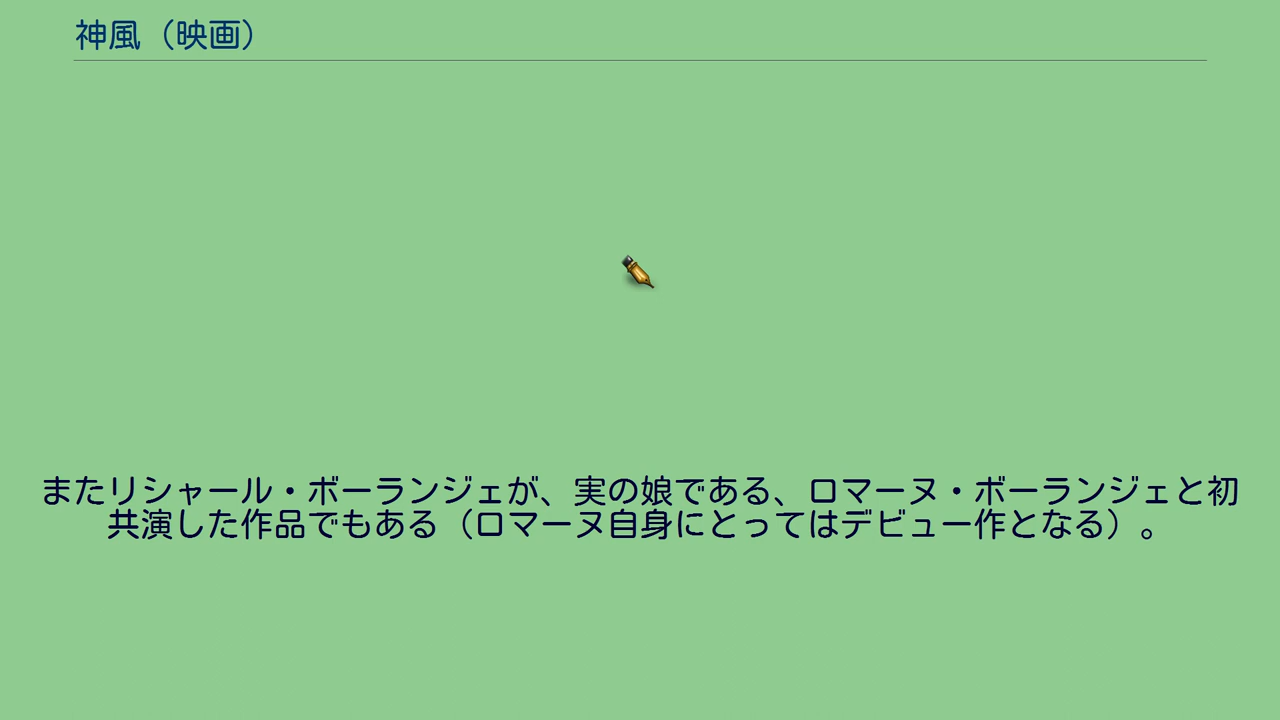 神風（映画）
またリシャール・ボーランジェが、実の娘である、ロマーヌ・ボーランジェと初
共演した作品でもある（ロマーヌ自身にとってはデビュー作となる）。